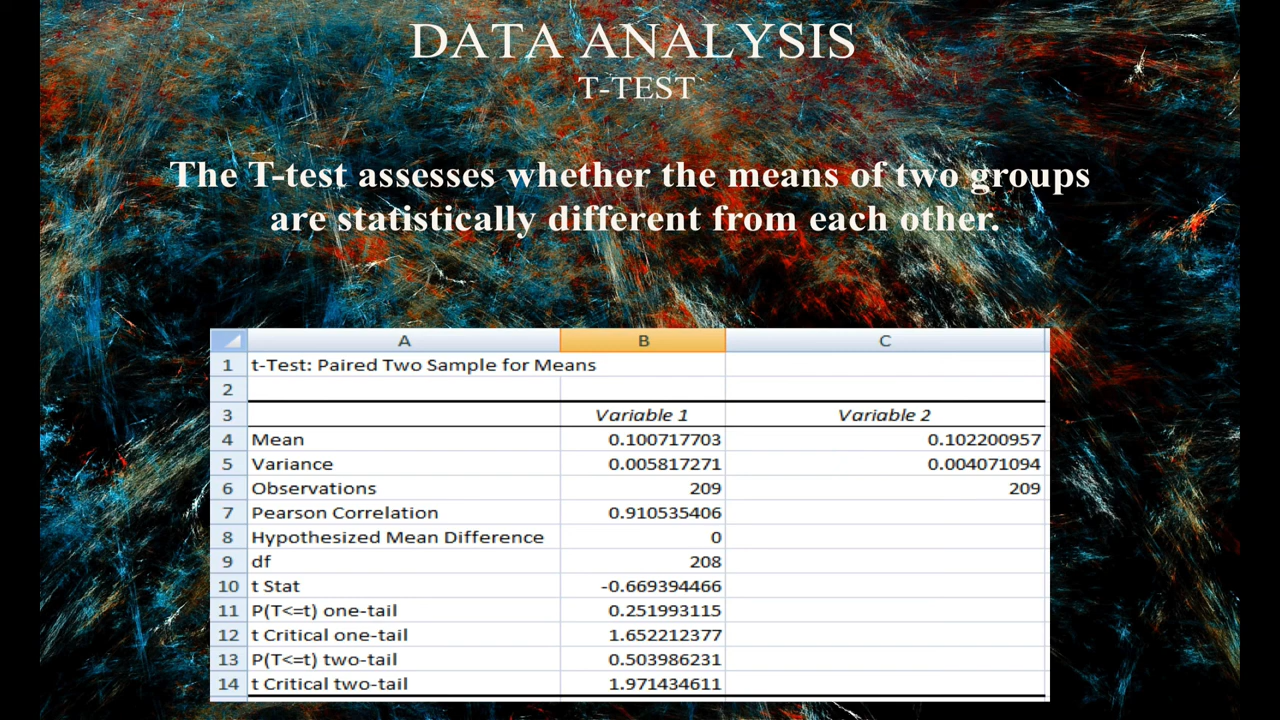 DATA ANALYSIS
T-TEST
The T-test assesses whether the means of two groups
are statistically different from each other.
A B C
1 t-Test: Paired Two Sample for Means
2
3 Variable 1 Variable 2
4 Mean 0.100717703 0.102200957
5 Variance 0.005817271 0.004071094
6 Observations 209 209
7 Pearson Correlation 0.910535406
8 Hypothesized Mean Difference 0
9 df 208
10 t Stat -0.669394466
11 P(T<=t) one-tail 0.251993115
12 t Critical one-tail 1.652212377
13 P(T<=t) two-tail 0.503986231
14 t Critical two-tail 1.971434611